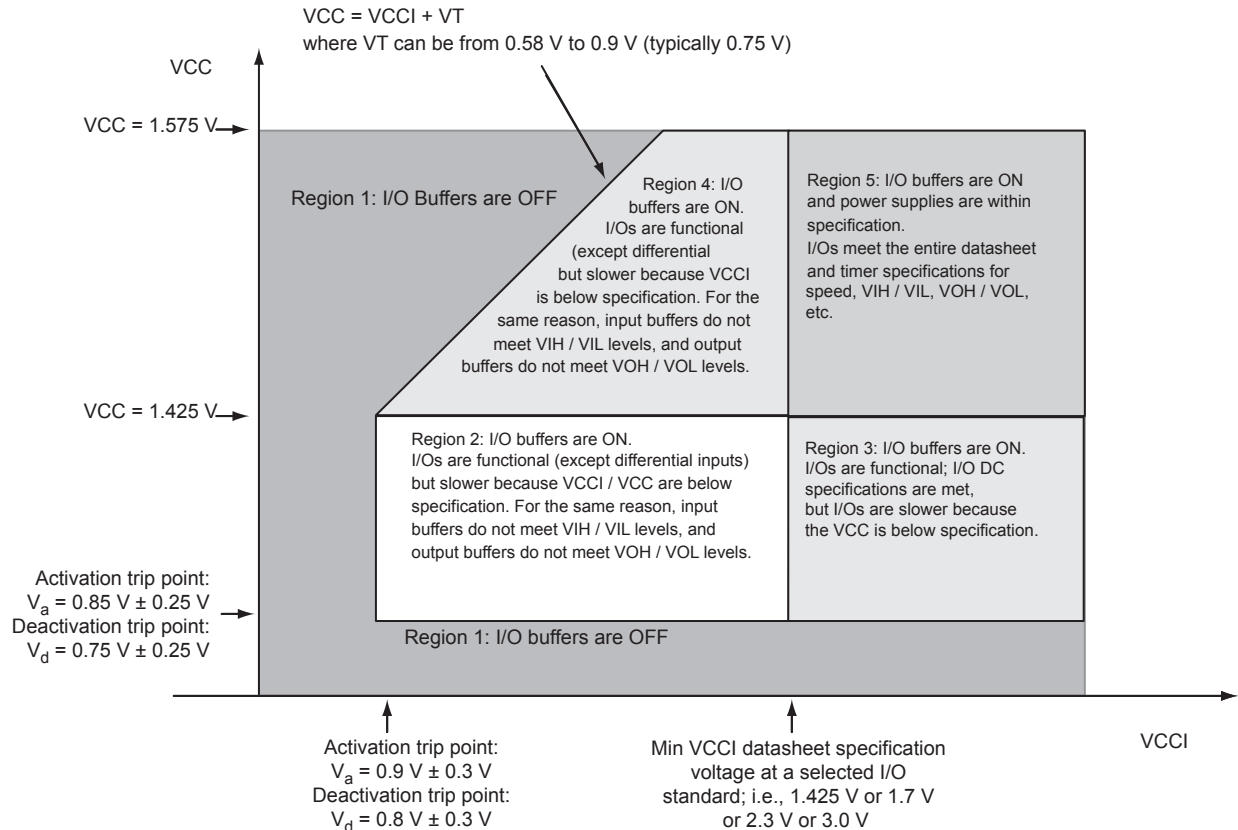 VCC = VCCI + VT
where VT can be from 0.58 V to 0.9 V (typically 0.75 V)
VCC
VCC = 1.575 V
Region 1: I/O Buffers are OFF
Region 4: I/O
buffers are ON.
I/Os are functional
(except differential
but slower because VCCI
is below specification. For the
same reason, input buffers do not
meet VIH / VIL levels, and output
buffers do not meet VOH / VOL levels.
Region 5: I/O buffers are ON
and power supplies are within
specification.
I/Os meet the entire datasheet
and timer specifications for
speed, VIH / VIL, VOH / VOL,
etc.
VCC = 1.425 V
Region 2: I/O buffers are ON.
I/Os are functional (except differential inputs)
but slower because VCCI / VCC are below
specification. For the same reason, input
buffers do not meet VIH / VIL levels, and
output buffers do not meet VOH / VOL levels.
Region 3: I/O buffers are ON.
I/Os are functional; I/O DC
specifications are met,
but I/Os are slower because
the VCC is below specification.
Activation trip point:
Va = 0.85 V ± 0.25 V
Deactivation trip point:
Vd = 0.75 V ± 0.25 V
Region 1: I/O buffers are OFF
Activation trip point:
Va = 0.9 V ± 0.3 V
Deactivation trip point:
Vd = 0.8 V ± 0.3 V
Min VCCI datasheet specification
voltage at a selected I/O
standard; i.e., 1.425 V or 1.7 V
or 2.3 V or 3.0 V
VCCI